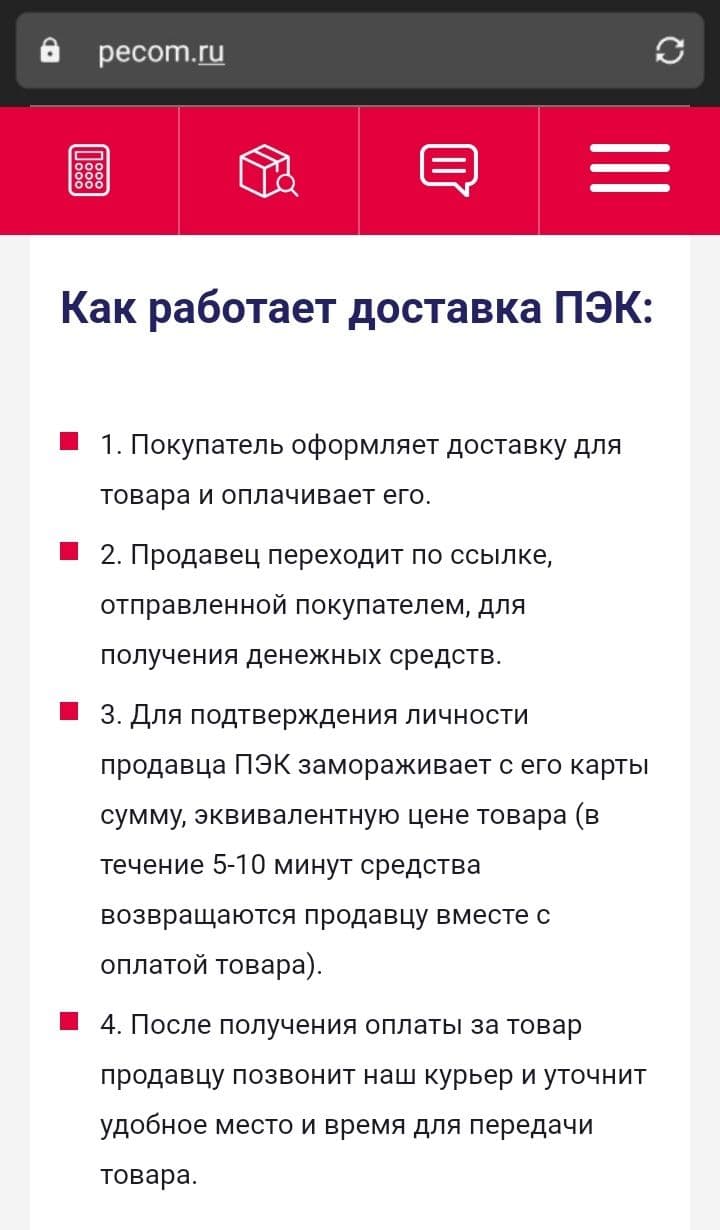 pecom.ru
Как работает доставка ПЭК:
1. Покупатель оформляет доставку для
товара и оплачивает его.
2. Продавец переходит по ссылке,
отправленной покупателем, для
получения денежных средств.
3. Для подтверждения личности
продавца ПЭК замораживает с его карты
сумму, эквивалентную цене товара (в
течение 5-10 минут средства
возвращаются продавцу вместе с
оплатой товара).
4. После получения оплаты за товар
продавцу позвонит наш курьер и уточнит
удобное место и время для передачи
товара.